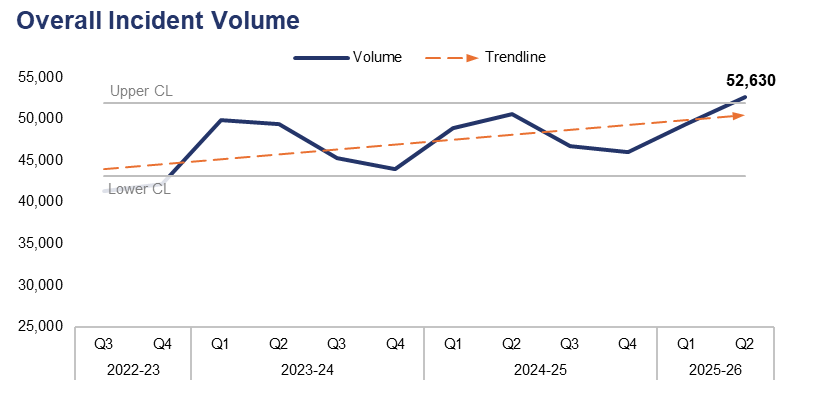 Overall Incident Volume
Volume Trendline
55,000
52,630
Upper CL
50,000
45,000
Lower CL
40,000
35,000
30,000
25,000
Q3 Q4 Q1 Q2 Q3 Q4 Q1 Q2 Q3 Q4 Q1 Q2
2022-23 2023-24 2024-25 2025-26